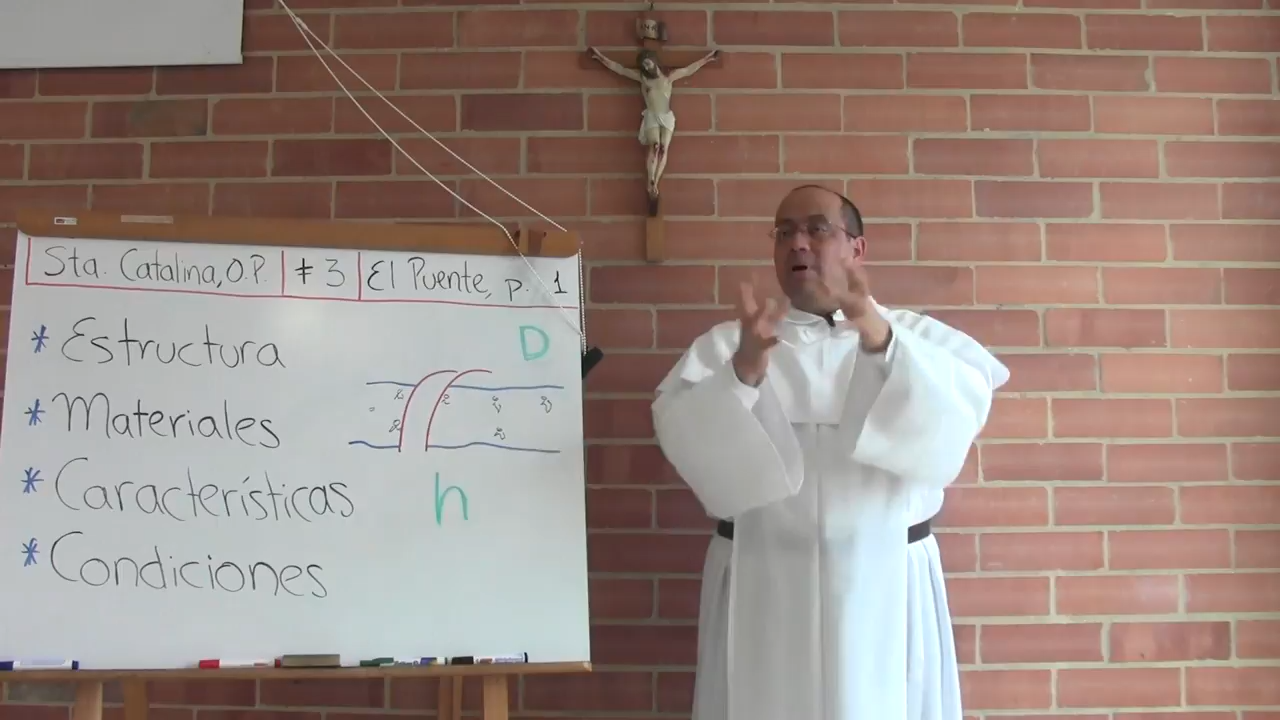 Sta. Catalina, O.P. # 3 El Puente, p. 1
* Estructura
D
* Materiales
* Características
h
* Condiciones